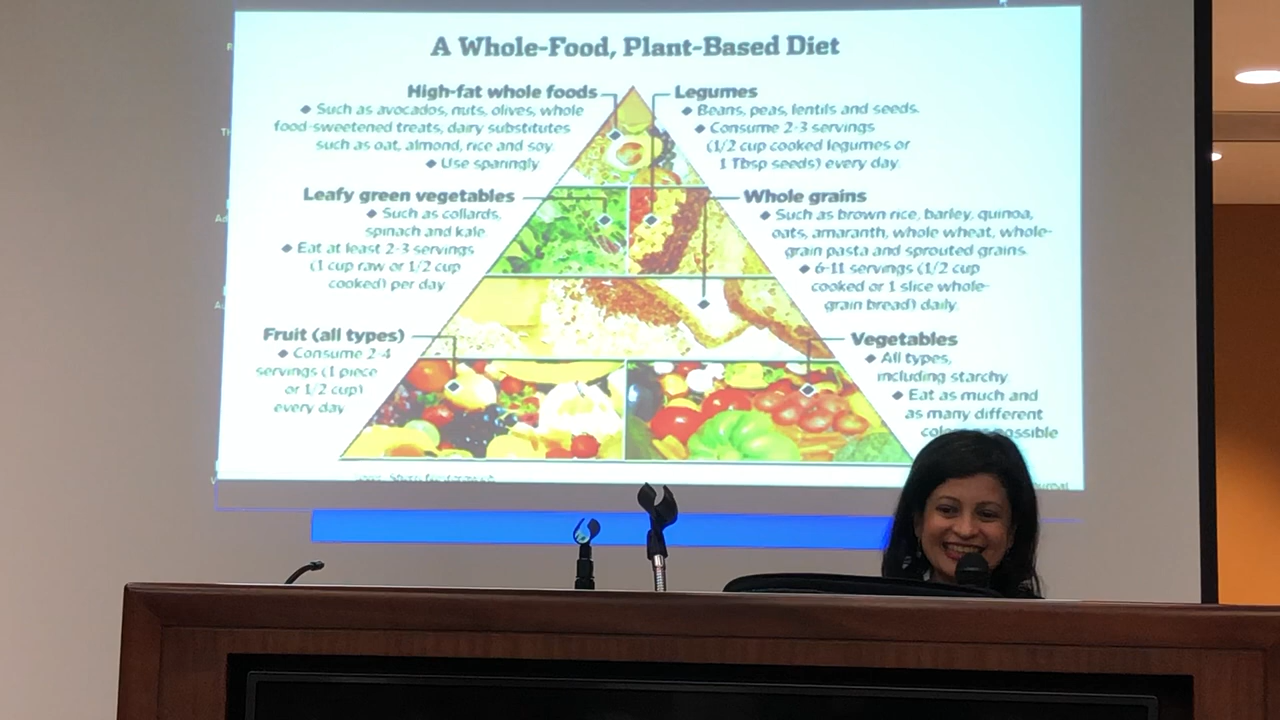 A Whole-Food, Plant-Based Diet
High-fat whole foods
◆ Such as avocados, nuts, olives, whole
food-sweetened treats, dairy substitutes
such as oat, almond, rice and soy
◆ Use sparingly
Legumes
◆ Beans, peas, lentils and seeds.
◆ Consume 2-3 servings
(1/2 cup cooked legumes or
1 Tbsp seeds) every day
Leafy green vegetables
◆ Such as collards,
spinach and kale
◆ Eat at least 2-3 servings
(1 cup raw or 1/2 cup
cooked) per day
Whole grains
◆ Such as brown rice, barley, quinoa,
oats, amaranth, whole wheat, whole-
grain pasta and sprouted grains.
◆ 6-11 servings (1/2 cup
cooked or 1 slice whole-
grain bread) daily.
Fruit (all types)
◆ Consume 2-4
servings (1 piece
or 1/2 cup)
every day
Vegetables
◆ All types,
including starchy
◆ Eat as much and
as many different
possible